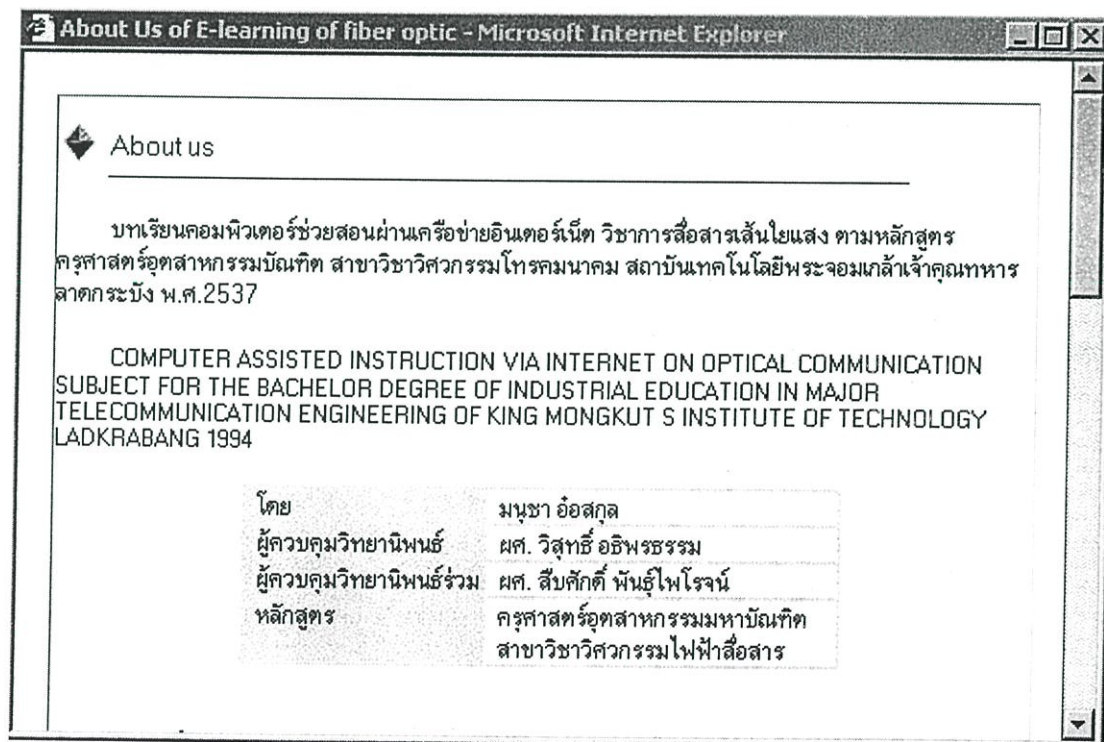 About Us of E-learning of fiber optic - Microsoft Internet Explorer
About us
บทเรียนคอมพิวเตอร์ช่วยสอนผ่านเครือข่ายอินเตอร์เน็ต วิชาการสื่อสารเส้นใยแสง ตามหลักสูตร
ครุศาสตร์อุตสาหกรรมบัณฑิต สาขาวิชาวิศวกรรมโทรคมนาคม สถาบันเทคโนโลยีพระจอมเกล้าเจ้าคุณทหาร
ลาดกระบัง พ.ศ.2537
COMPUTER ASSISTED INSTRUCTION VIA INTERNET ON OPTICAL COMMUNICATION
SUBJECT FOR THE BACHELOR DEGREE OF INDUSTRIAL EDUCATION IN MAJOR
TELECOMMUNICATION ENGINEERING OF KING MONGKUT S INSTITUTE OF TECHNOLOGY
LADKRABANG 1994
โดย มนุชา อ๋อสกุล
ผู้ควบคุมวิทยานิพนธ์ ผศ. วิสุทธิ์ อธิพรธรรม
ผู้ควบคุมวิทยานิพนธ์ร่วม ผศ. สืบศักดิ์ พันธุ์ไพโรจน์
หลักสูตร ครุศาสตร์อุตสาหกรรมมหาบัณฑิต
สาขาวิชาวิศวกรรมไฟฟ้าสื่อสาร